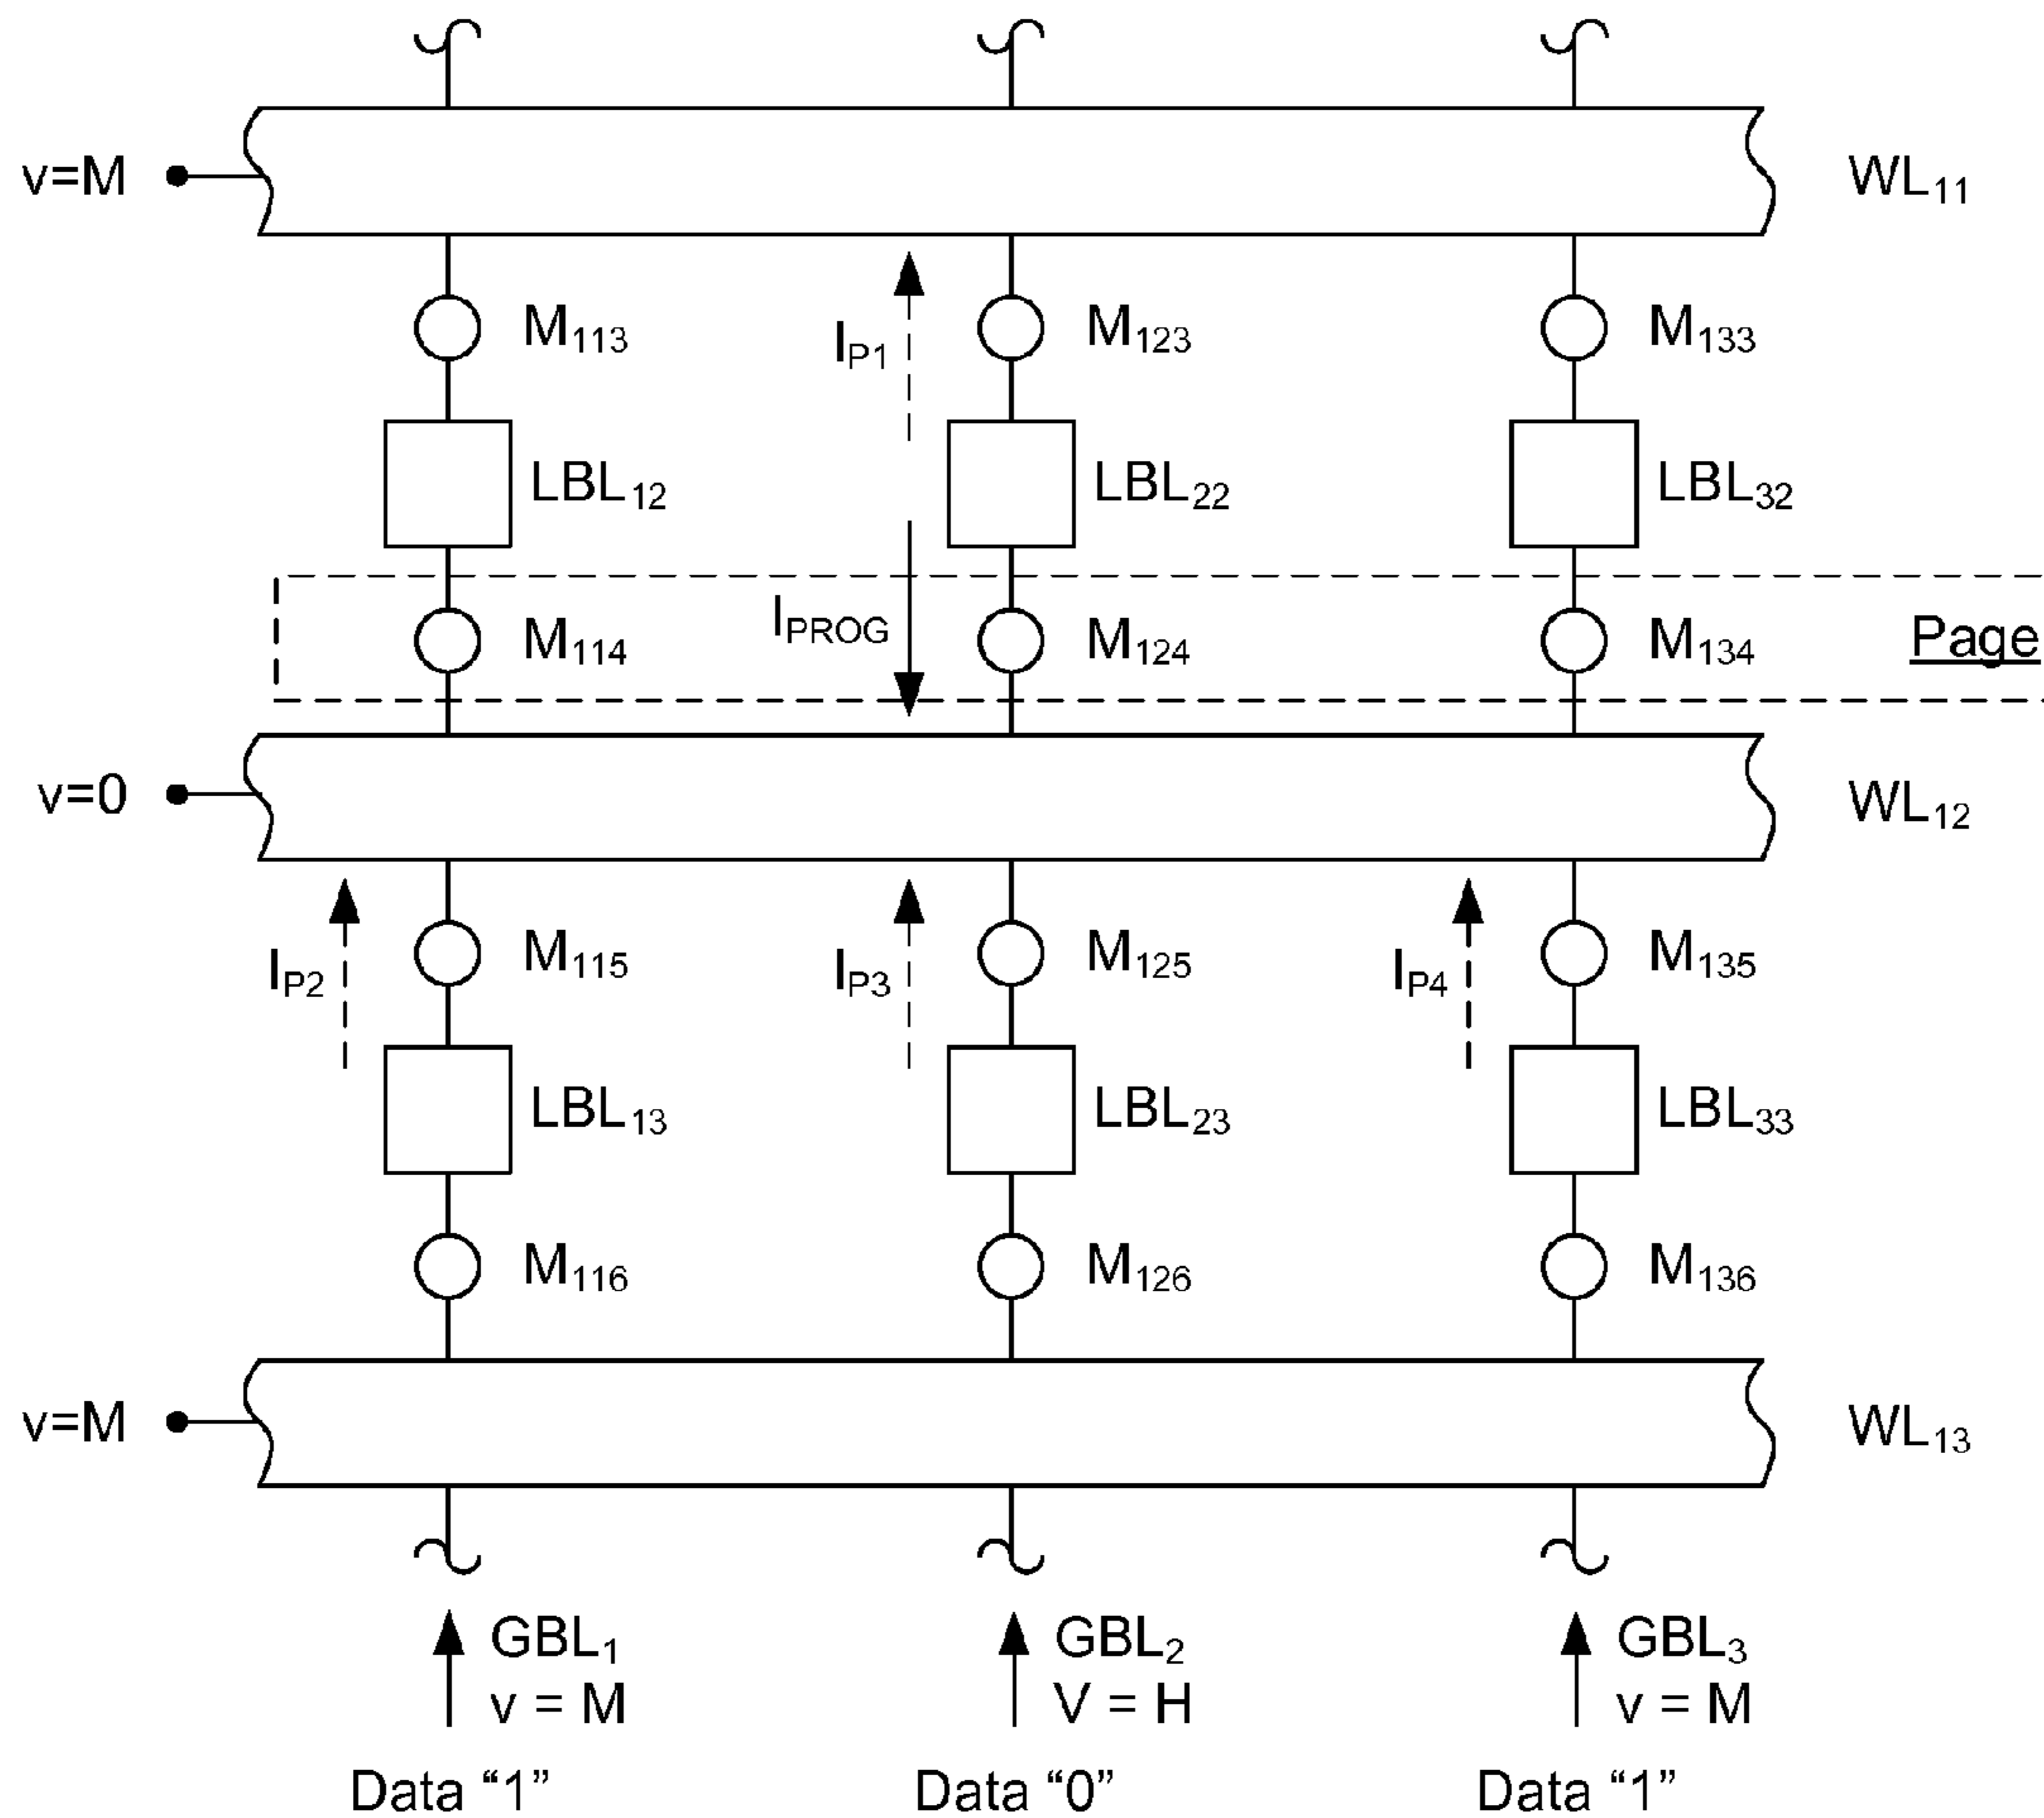 v=M WL11
M113 IP1 M123 M133
LBL12 LBL22 LBL32
M114 IPROG M124 M134 Page
v=0 WL12
IP2 M115 IP3 M125 IP4 M135
LBL13 LBL23 LBL33
M116 M126 M136
v=M WL13
GBL1 GBL2 GBL3
v = M V = H v = M
Data “1” Data “0” Data “1”